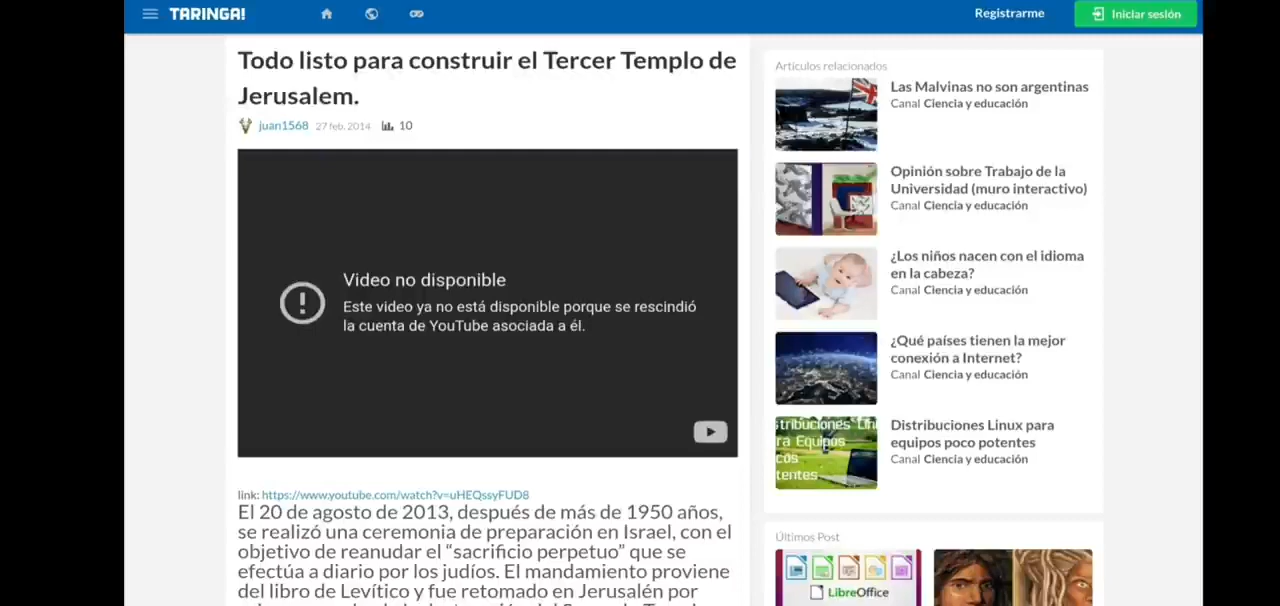 TARINGA!
Registrarme
Iniciar sesión
Todo listo para construir el Tercer Templo de
Jerusalem.
juan1568 27 feb. 2014 10
Video no disponible
Este video ya no está disponible porque se rescindió
la cuenta de YouTube asociada a él.
link: https://www.youtube.com/watch?v=uHEQssyFUD8
El 20 de agosto de 2013, después de más de 1950 años,
se realizó una ceremonia de preparación en Israel, con el
objetivo de reanudar el “sacrificio perpetuo” que se
efectúa a diario por los judíos. El mandamiento proviene
del libro de Levítico y fue retomado en Jerusalén por
Artículos relacionados
Las Malvinas no son argentinas
Canal Ciencia y educación
Opinión sobre Trabajo de la
Universidad (muro interactivo)
Canal Ciencia y educación
¿Los niños nacen con el idioma
en la cabeza?
Canal Ciencia y educación
¿Qué países tienen la mejor
conexión a Internet?
Canal Ciencia y educación
stribuciones Linu
ra Equipos
cos
tentes
Distribuciones Linux para
equipos poco potentes
Canal Ciencia y educación
Últimos Post
LibreOffice